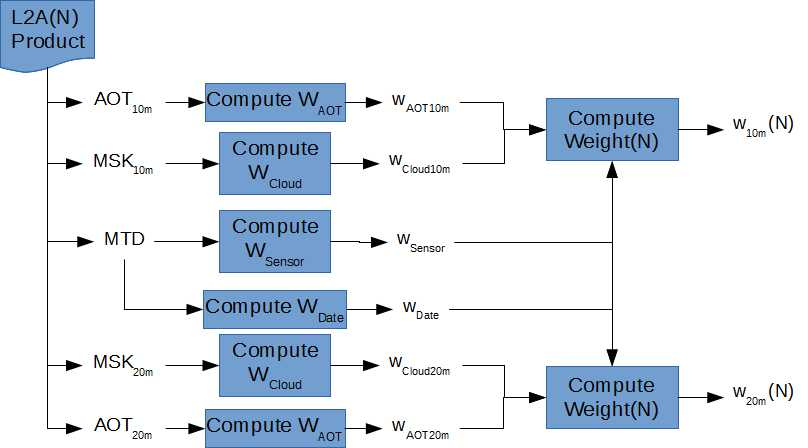 L2A(N)
Product
AOT10m
Compute WAOT
wAOT10m
Compute
Weight(N)
w10m(N)
MSK10m
Compute
WCloud
wCloud10m
MTD
Compute
WSensor
wSensor
Compute WDate
wDate
MSK20m
Compute
WCloud
wCloud20m
Compute
Weight(N)
w20m(N)
AOT20m
Compute WAOT
wAOT20m